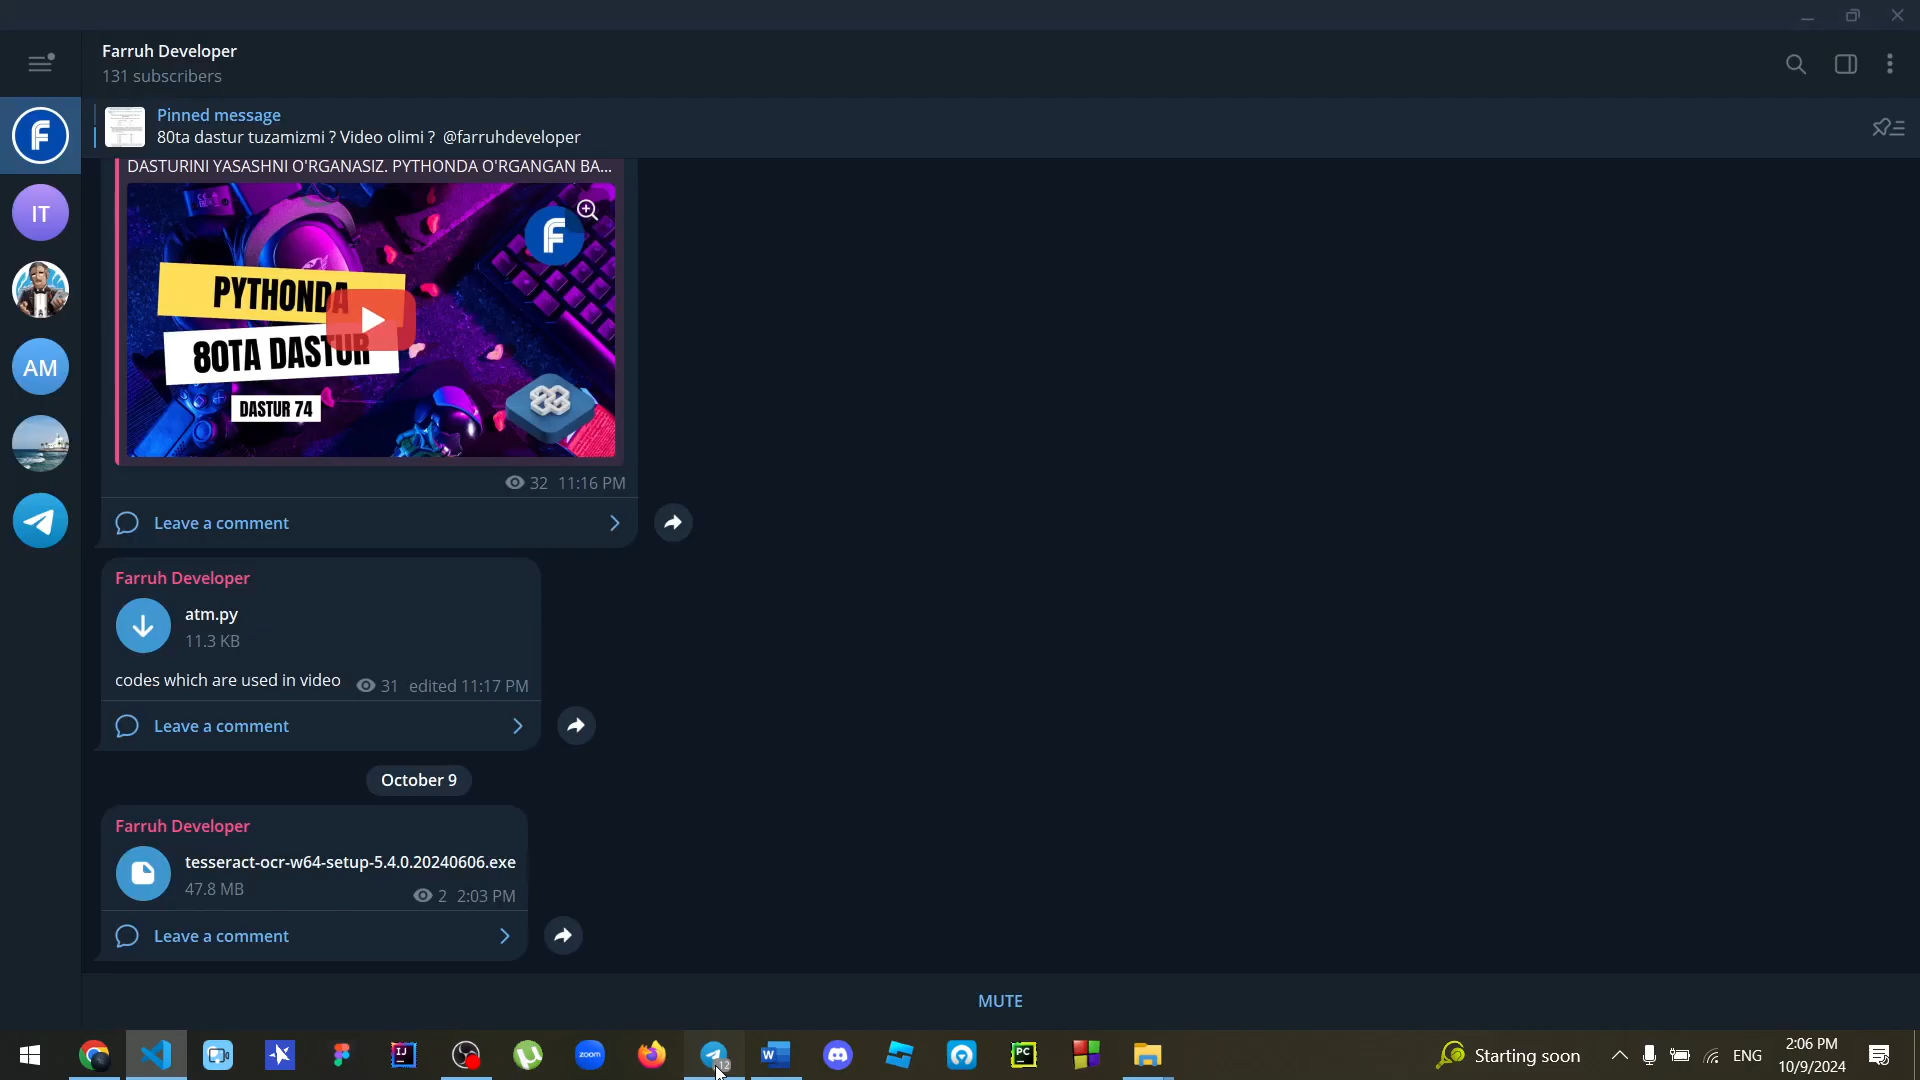 Farruh Developer
131 subscribers
Pinned message
80ta dastur tuzamizmi ? Video olimi ? @farruhdeveloper
IT
AM
DASTURINI YASASHNI O'RGANASIZ. PYTHONDA O'RGANGAN BA...
F
PYTHONDA
80TA DASTUR
DASTUR 74
32 11:16 PM
Leave a comment
Farruh Developer
atm.py
11.3 KB
codes which are used in video 31 edited 11:17 PM
Leave a comment
October 9
Farruh Developer
tesseract-ocr-w64-setup-5.4.0.20240606.exe
47.8 MB 2 2:03 PM
Leave a comment
MUTE
IJ
zoom
12
W
PC
Starting soon
ENG
2:06 PM
10/9/2024